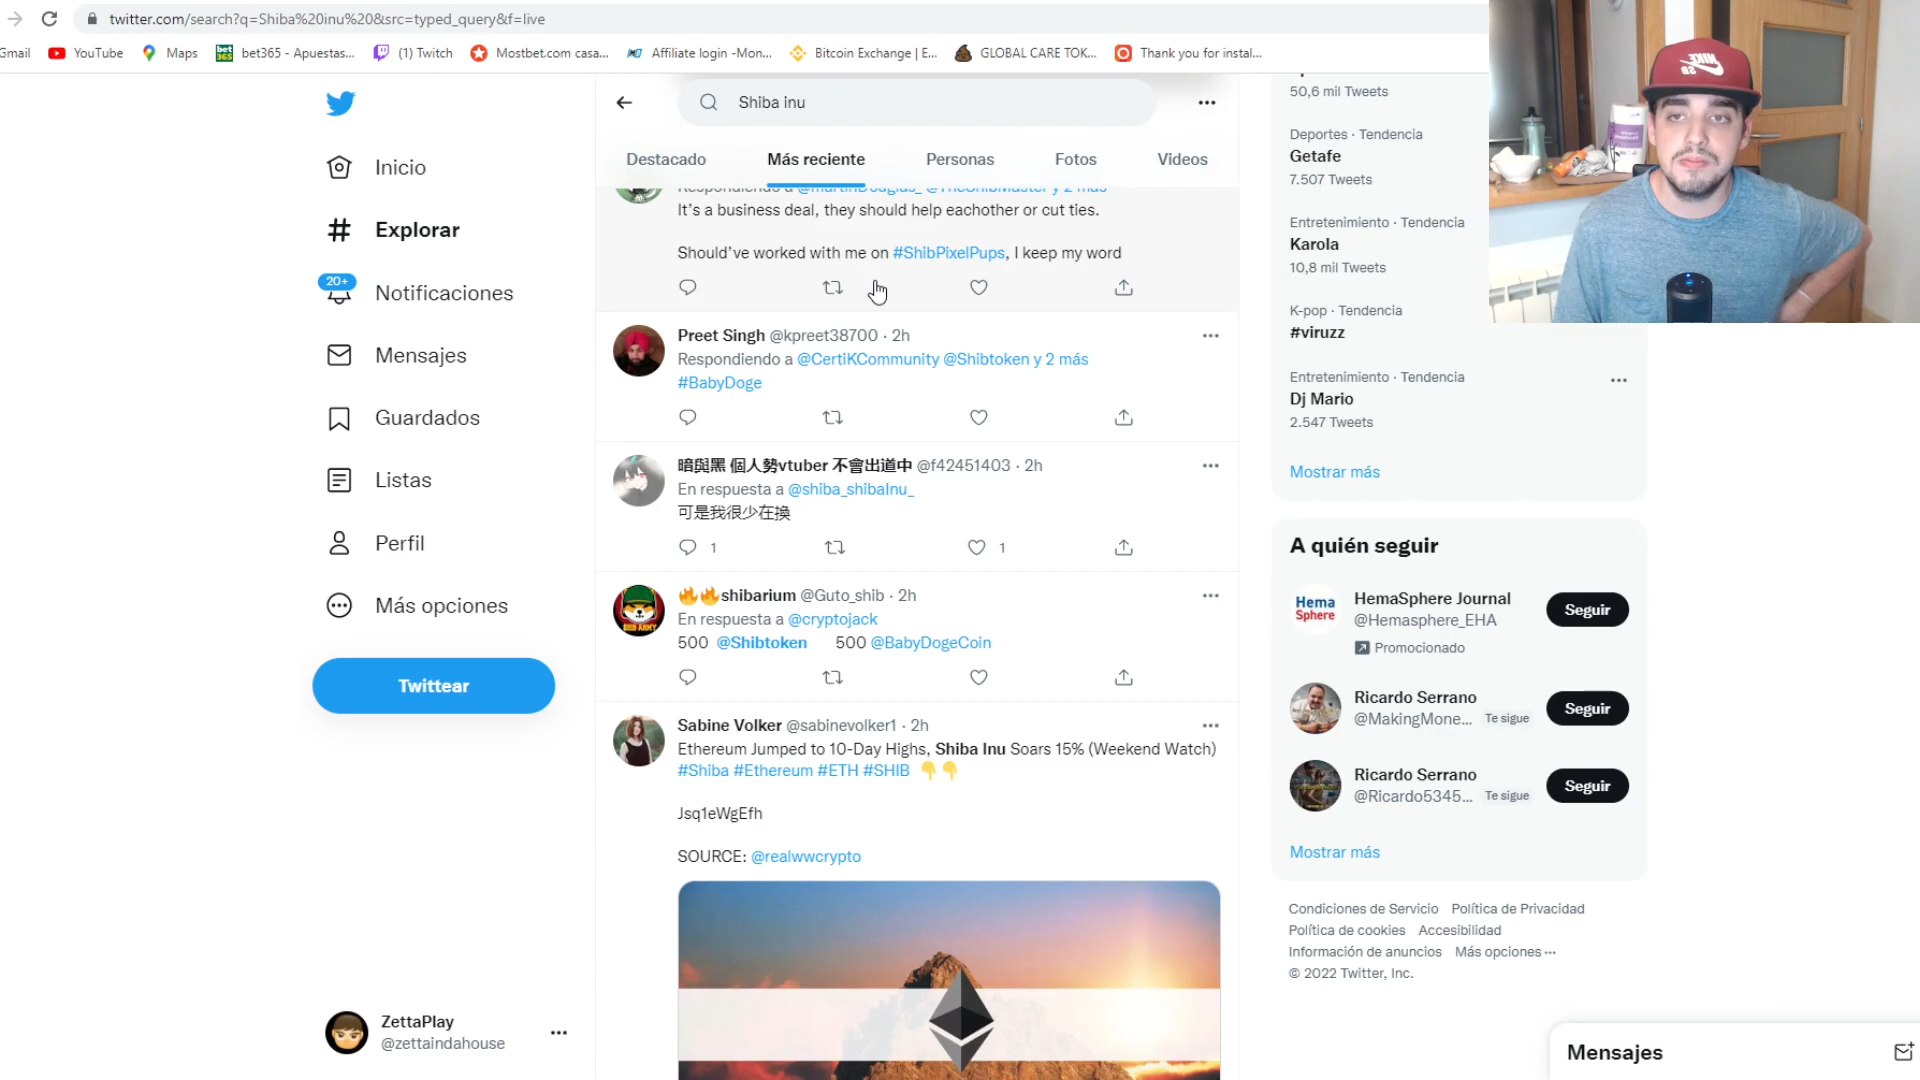 twitter.com/search?q=Shiba%20inu%20&src=typed_query&f=live
Gmail YouTube Maps bet365 - Apuestas... (1) Twitch Mostbet.com casa... Affiliate login -Mon... Bitcoin Exchange | E... GLOBAL CARE TOK... Thank you for instal...
Inicio
Explorar
20+
Notificaciones
Mensajes
Guardados
Listas
Perfil
Más opciones
Twittear
ZettaPlay
@zettaindahouse
Shiba inu
Destacado Más reciente Personas Fotos Videos
Respondiendo a @martinDouglas_ @TheShibMaster y 2 más
It's a business deal, they should help eachother or cut ties.
Should've worked with me on #ShibPixelPups, I keep my word
Preet Singh @kpreet38700 · 2h
Respondiendo a @CertiKCommunity @Shibtoken y 2 más
#BabyDoge
暗與黑 個人勢vtuber 不會出道中 @f42451403 · 2h
En respuesta a @shiba_shibaInu_
可是我很少在換
1 1
🔥🔥shibarium @Guto_shib · 2h
En respuesta a @cryptojack
500 @Shibtoken 500 @BabyDogeCoin
Sabine Volker @sabinevolker1 · 2h
Ethereum Jumped to 10-Day Highs, Shiba Inu Soars 15% (Weekend Watch)
#Shiba #Ethereum #ETH #SHIB 👇👇
Jsq1eWgEfh
SOURCE: @realwwcrypto
50,6 mil Tweets
Deportes · Tendencia
Getafe
7.507 Tweets
Entretenimiento · Tendencia
Karola
10,8 mil Tweets
K-pop · Tendencia
#viruzz
Entretenimiento · Tendencia
Dj Mario
2.547 Tweets
Mostrar más
A quién seguir
Hema
Sphere
HemaSphere Journal
@Hemasphere_EHA
Seguir
Promocionado
Ricardo Serrano
@MakingMone... Te sigue
Seguir
Ricardo Serrano
@Ricardo5345... Te sigue
Seguir
Mostrar más
Condiciones de Servicio Política de Privacidad
Política de cookies Accesibilidad
Información de anuncios Más opciones ···
© 2022 Twitter, Inc.
Mensajes